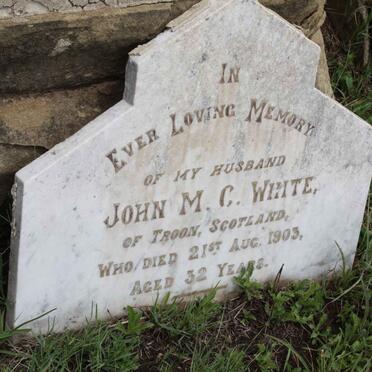 IN
EVER LOVING MEMORY
OF MY HUSBAND
JOHN M. C. WHITE,
OF TROON, SCOTLAND,
WHO DIED 21ST AUG. 1903,
AGED 32 YEARS.